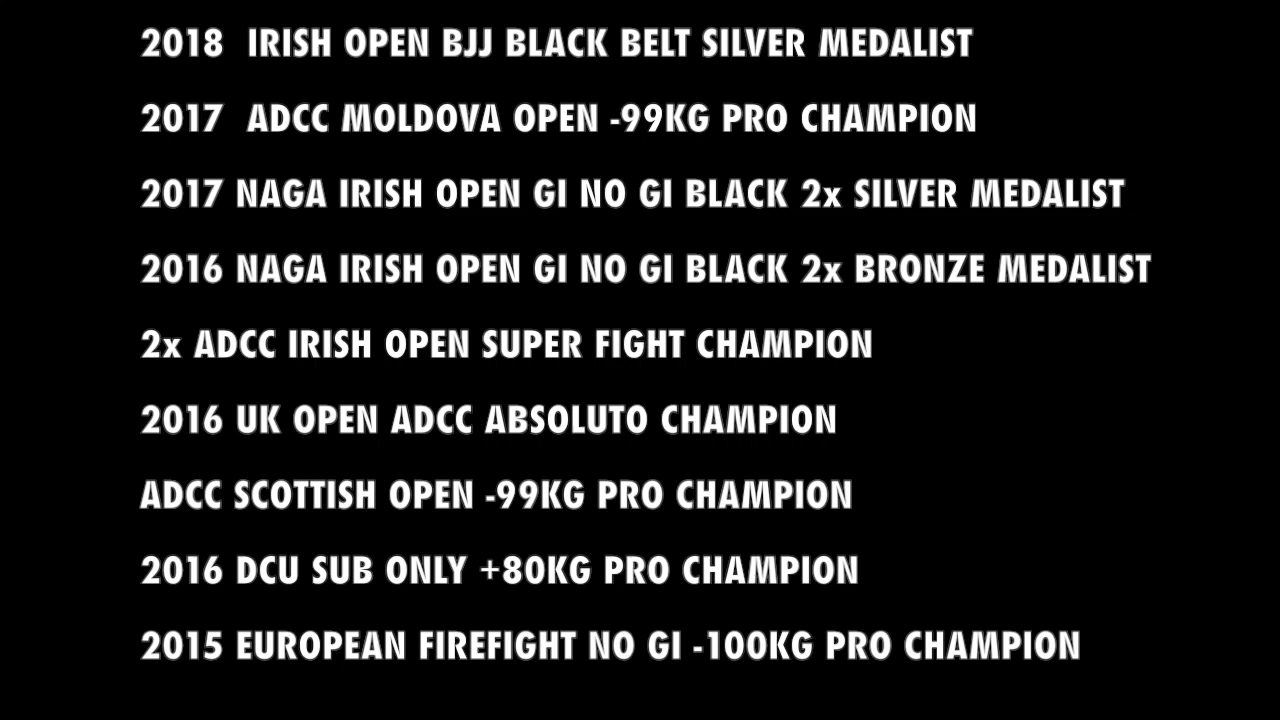 2018 IRISH OPEN BJJ BLACK BELT SILVER MEDALIST
2017 ADCC MOLDOVA OPEN -99KG PRO CHAMPION
2017 NAGA IRISH OPEN GI NO GI BLACK 2x SILVER MEDALIST
2016 NAGA IRISH OPEN GI NO GI BLACK 2x BRONZE MEDALIST
2x ADCC IRISH OPEN SUPER FIGHT CHAMPION
2016 UK OPEN ADCC ABSOLUTO CHAMPION
ADCC SCOTTISH OPEN -99KG PRO CHAMPION
2016 DCU SUB ONLY +80KG PRO CHAMPION
2015 EUROPEAN FIREFIGHT NO GI -100KG PRO CHAMPION